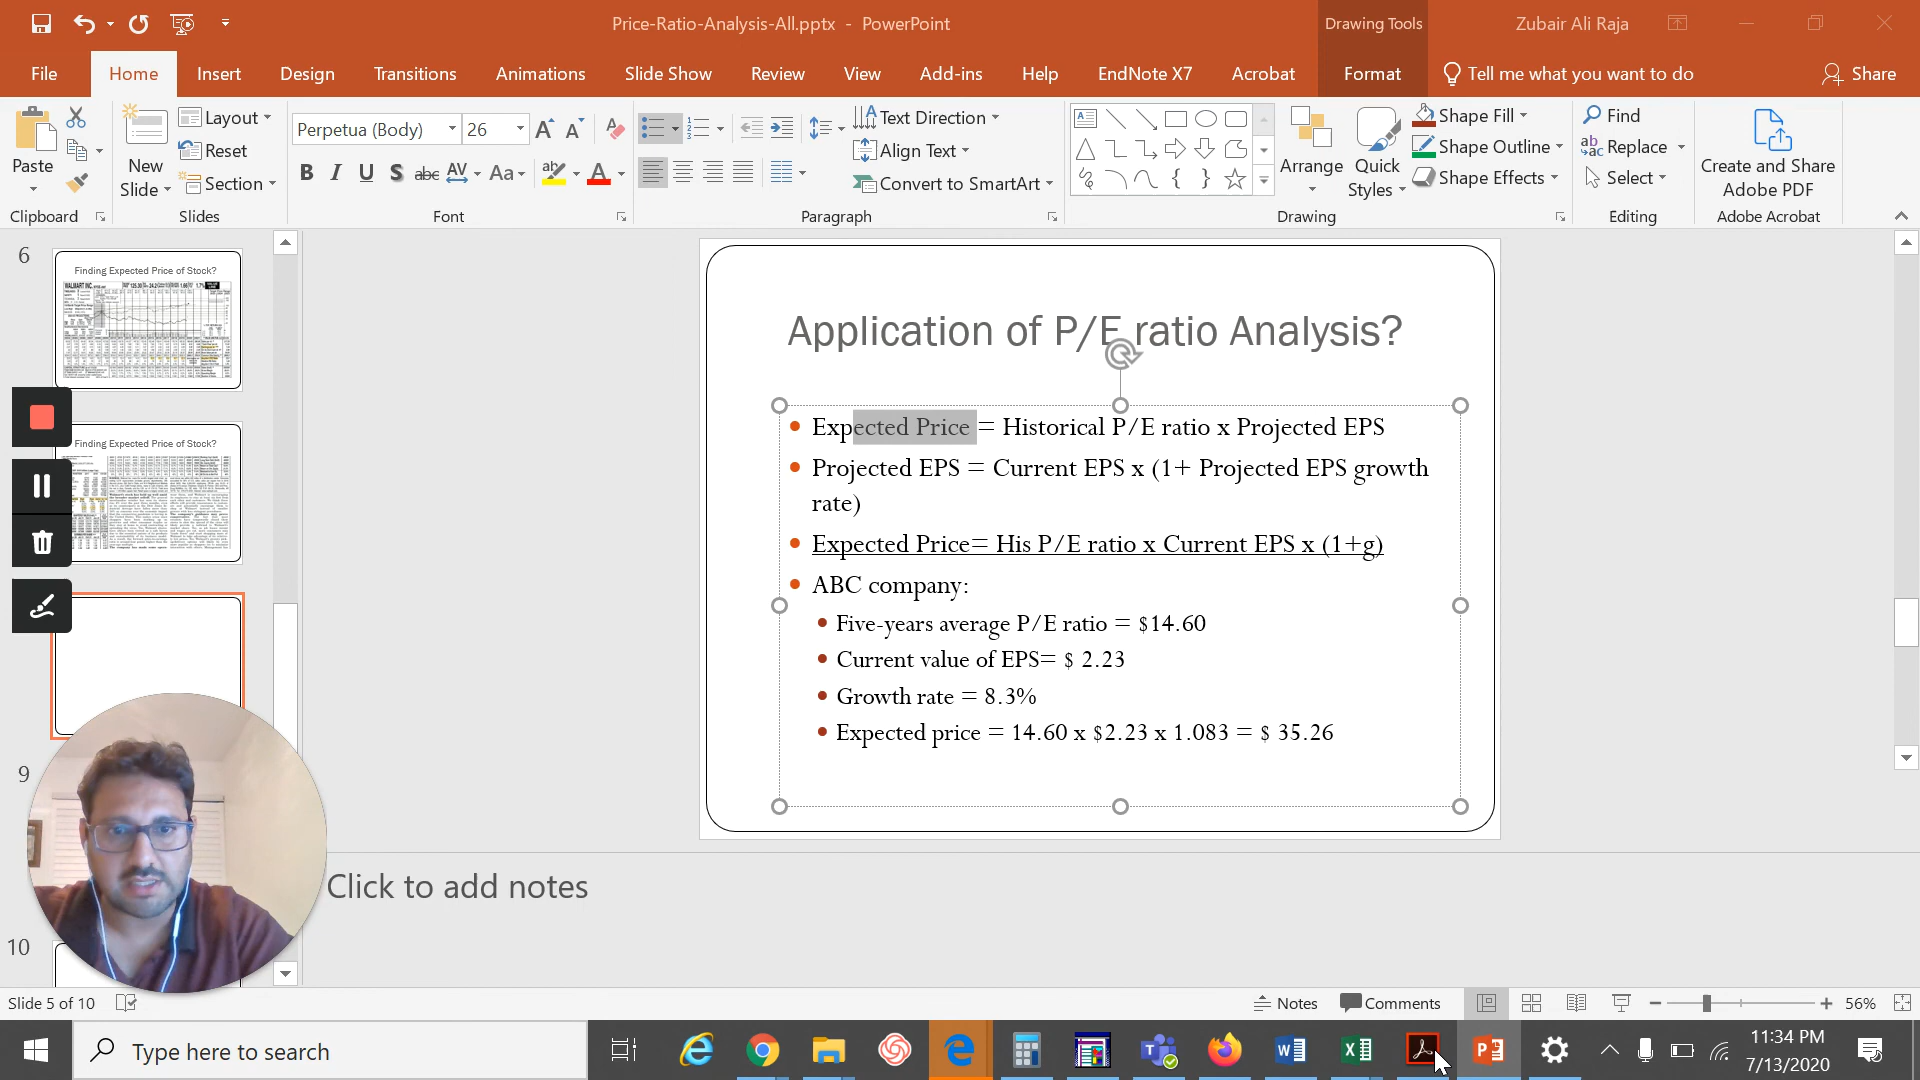 Price-Ratio-Analysis-All.pptx - PowerPoint
Drawing Tools
Zubair Ali Raja
File Home Insert Design Transitions Animations Slide Show Review View Add-ins Help EndNote X7 Acrobat Format Tell me what you want to do Share
Paste
New Slide
Layout
Reset
Section
Perpetua (Body) 26
B I U S abc AV Aa A
Text Direction
Align Text
Convert to SmartArt
Arrange
Quick Styles
Shape Fill
Shape Outline
Shape Effects
Find
Replace
Select
Create and Share Adobe PDF
Clipboard Slides Font Paragraph Drawing Editing Adobe Acrobat
6
Finding Expected Price of Stock?
WALMART INC.
Finding Expected Price of Stock?
9
10
Application of P/E ratio Analysis?
Expected Price = Historical P/E ratio x Projected EPS
Projected EPS = Current EPS x (1+ Projected EPS growth
rate)
Expected Price= His P/E ratio x Current EPS x (1+g)
ABC company:
Five-years average P/E ratio = $14.60
Current value of EPS= $ 2.23
Growth rate = 8.3%
Expected price = 14.60 x $2.23 x 1.083 = $ 35.26
Click to add notes
Slide 5 of 10
Notes Comments 56%
Type here to search
11:34 PM
7/13/2020